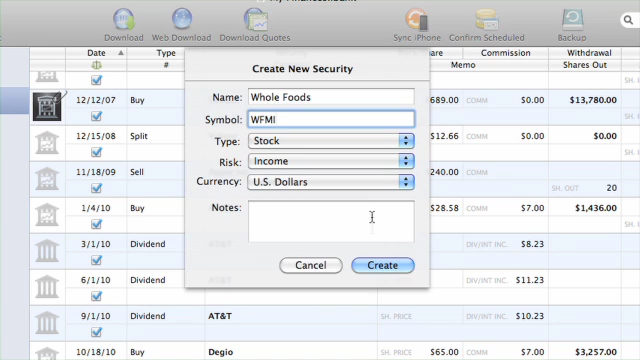 Download Web Download Download Quotes Sync iPhone Confirm Scheduled Backup
Date Type Commission Withdrawal
# Memo Shares Out
Create New Security
Name: Whole Foods
Symbol: WFMI
Type: Stock
Risk: Income
Currency: U.S. Dollars
Notes:
Cancel Create
12/12/07 Buy 689.00 COMM $0.00 $13,780.00
12/15/08 Split $12.66 COMM $0.00 $0.00
11/18/09 Sell 240.00
SH. OUT 20
1/4/10 Buy $28.58 COMM $7.00 $1,436.00
3/1/10 Dividend AT&T DIV/INT INC. $8.23
6/1/10 Dividend DIV/INT INC. $11.23
9/1/10 Dividend AT&T SH. PRICE DIV/INT INC. $10.23
10/18/10 Buy Degio SH. PRICE $65.00 COMM $7.00 $3,257.00